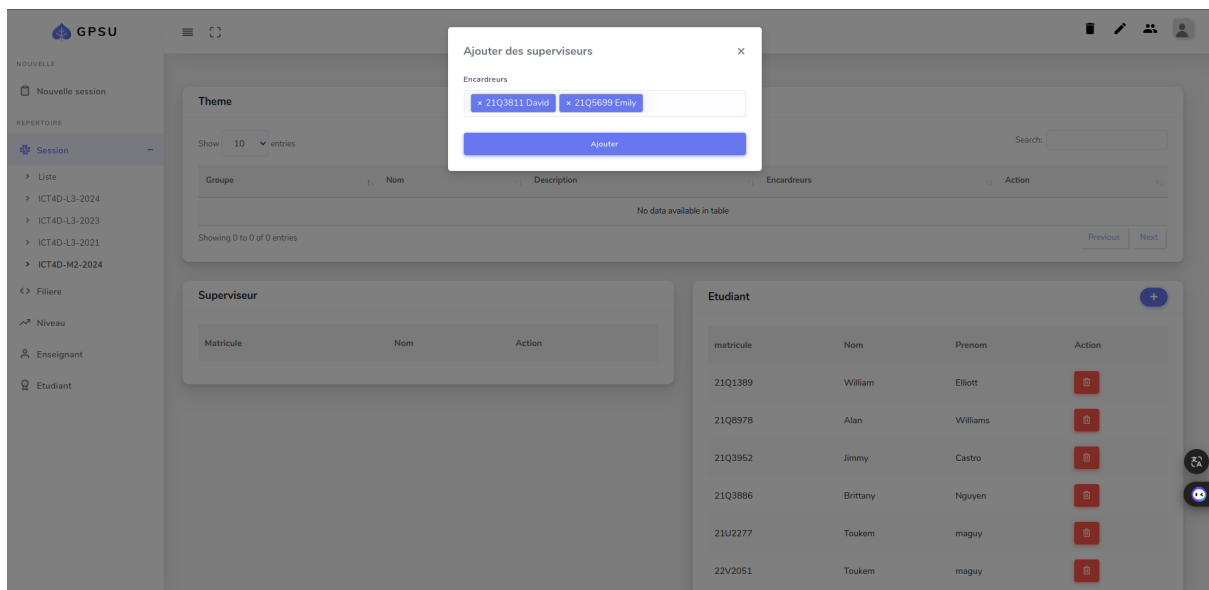 GPSU
NOUVELLE
Nouvelle session
REPERTOIRE
Session
Liste
ICT4D-L3-2024
ICT4D-L3-2023
ICT4D-L3-2021
ICT4D-M2-2024
Filiere
Niveau
Enseignant
Etudiant
Ajouter des superviseurs ×
Encardreurs
× 21Q3811 David × 21Q5699 Emily
Ajouter
Theme
Show 10 entries Search:
Groupe Nom Description Encardreurs Action
No data available in table
Showing 0 to 0 of 0 entries Previous Next
Superviseur
Matricule Nom Action
Etudiant +
matricule Nom Prenom Action
21Q1389 William Elliott
21Q8978 Alan Williams
21Q3952 Jimmy Castro
21Q3886 Brittany Nguyen
21U2277 Toukem maguy
22V2051 Toukem maguy